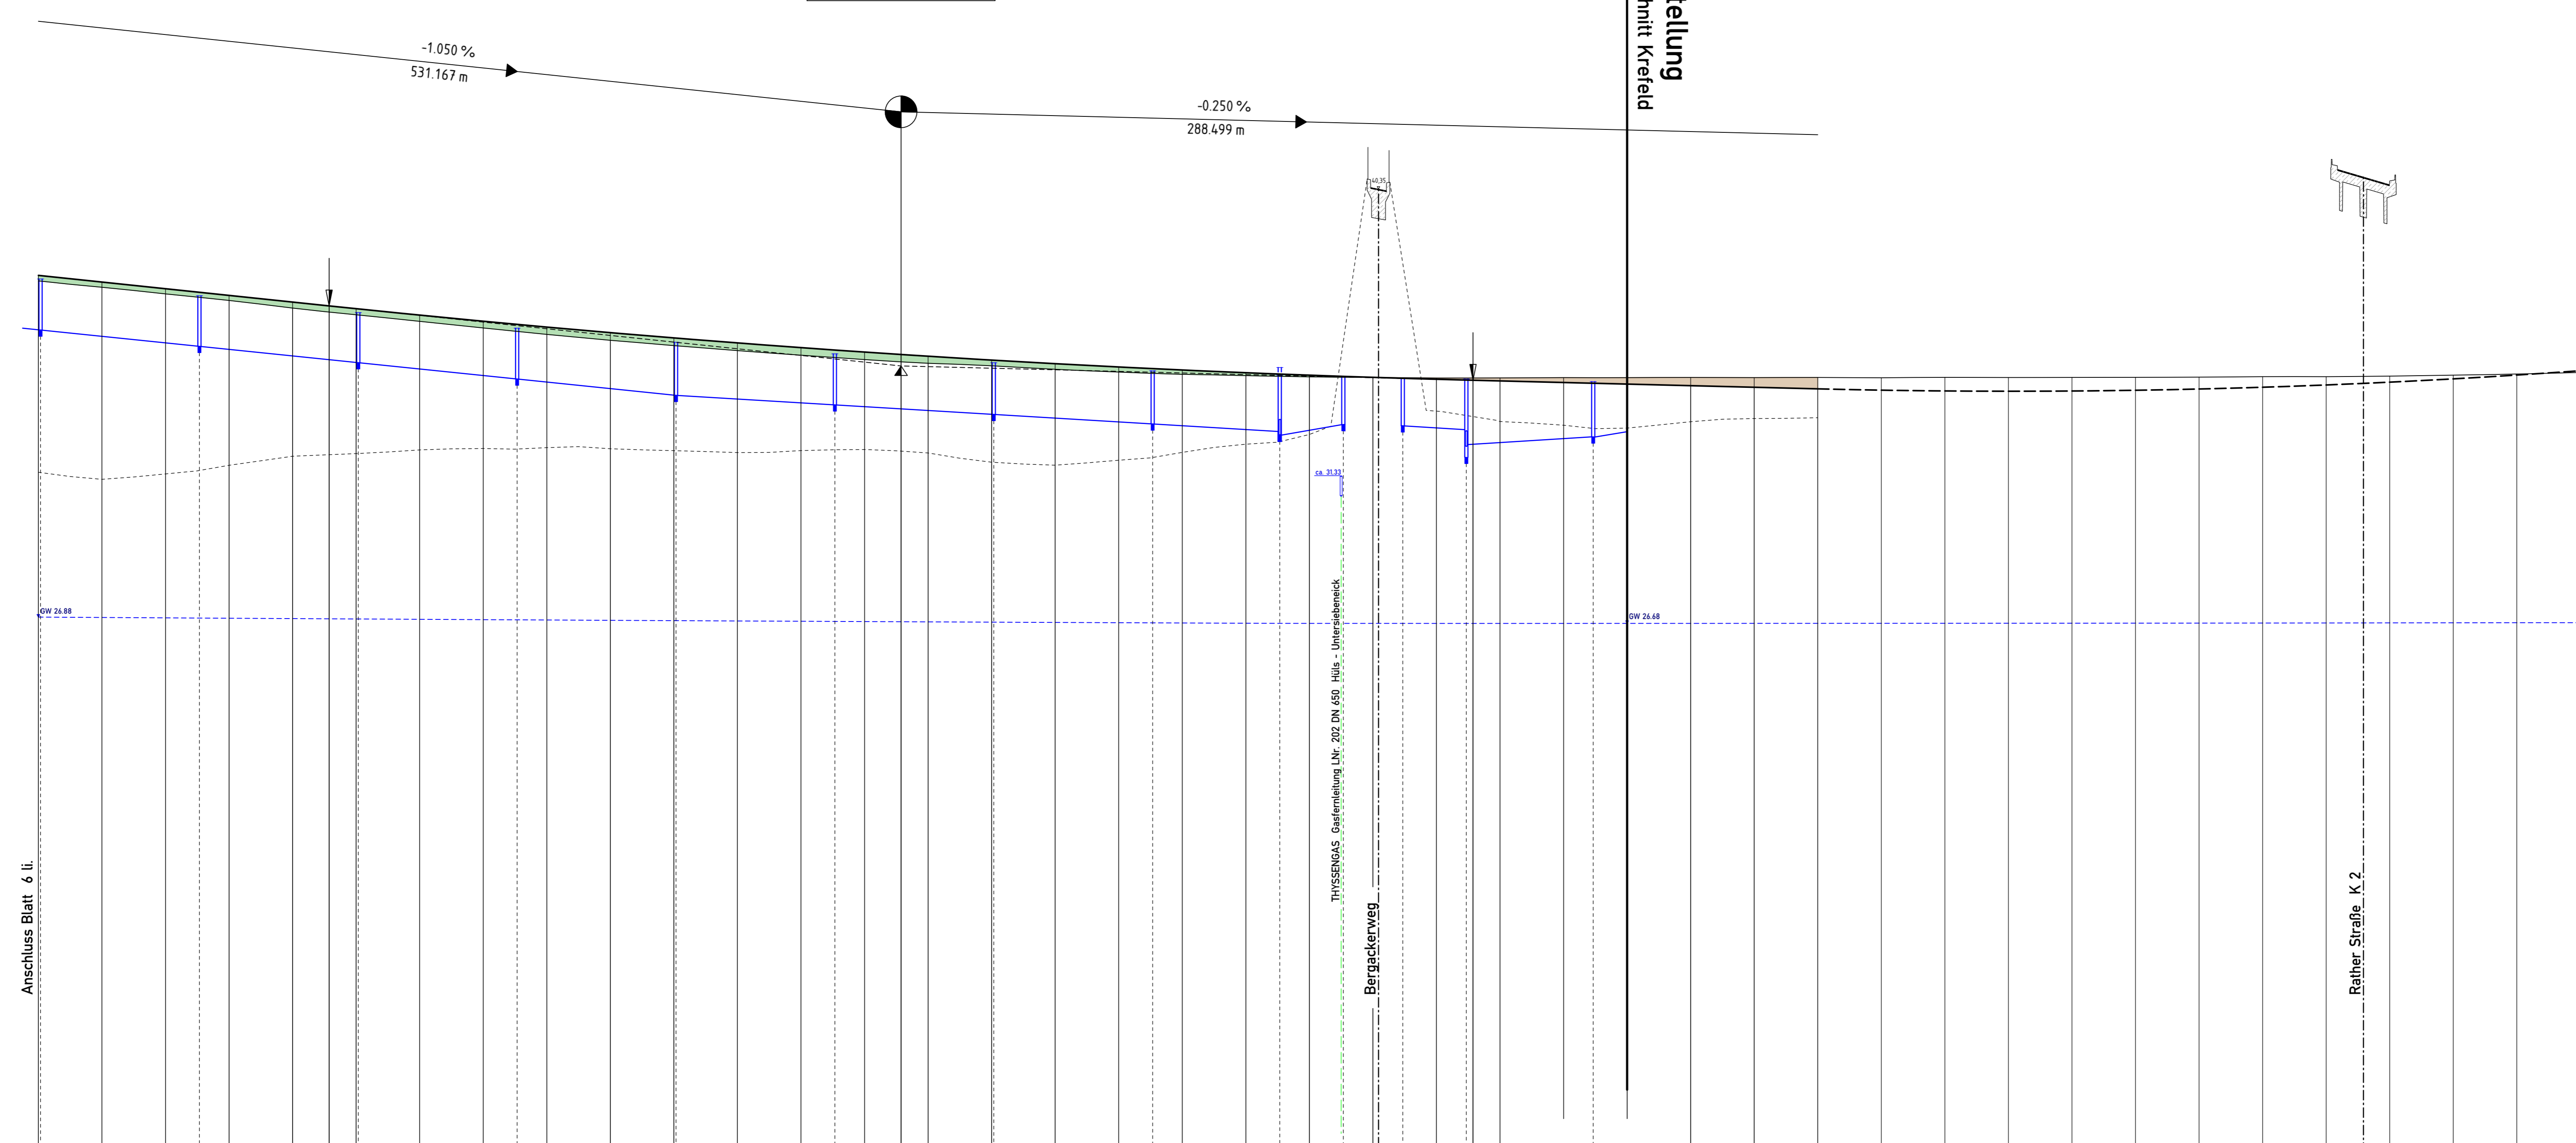 -1.050 %
531.167 m
-0.250 %
288.499 m
tellung
hnitt Krefeld
40,35
ca. 31.33
GW 26.88
GW 26.68
THYSSENGAS Gasfernleitung LNr. 202 DN 650 Hüls - Untersiebeneick
Anschluss Blatt 6 li.
Bergackerweg
Rather Straße K 2